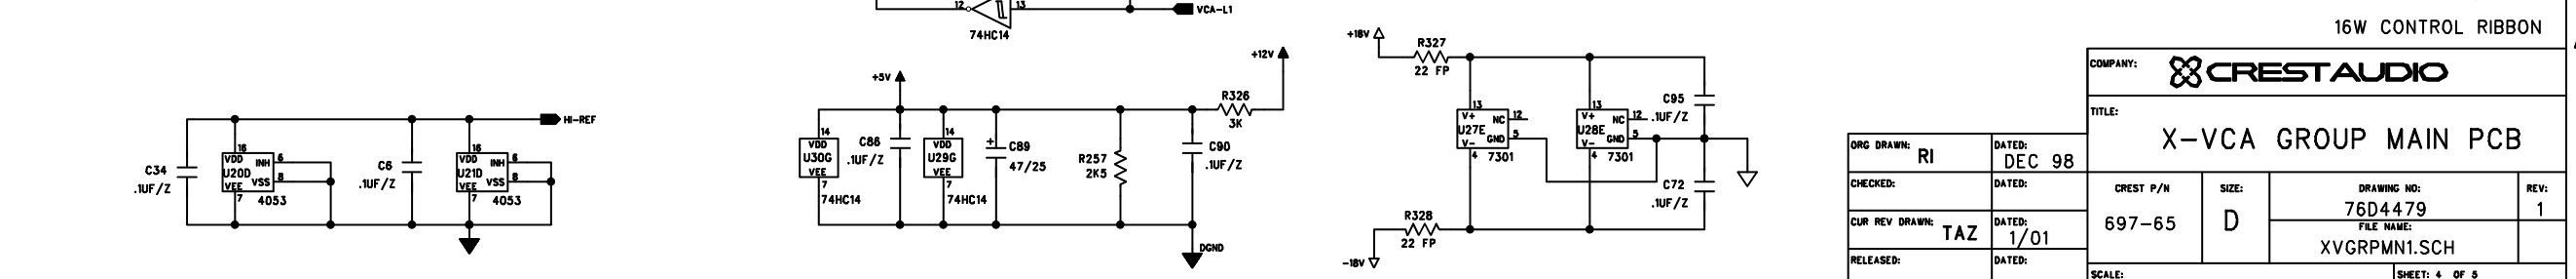 12 13 VCA-L1
74HC14
HI-REF
C34
.1UF/Z
16
VDD INH 6
U20D
VEE VSS 8
7
4053
C6
.1UF/Z
16
VDD INH 6
U21D
VEE VSS 8
7
4053
+5V
+12V
R326
3K
14
VDD
U30G
VEE
7
74HC14
C86
.1UF/Z
14
VDD
U29G
VEE
7
74HC14
+ C89
47/25
R257
2K5
C90
.1UF/Z
DGND
+18V
R327
22 FP
13
V+ NC 12
U27E
GND 5
V-
4 7301
13
V+ NC 12
U28E
GND 5
V-
4 7301
C95
.1UF/Z
C72
.1UF/Z
R328
22 FP
-18V
16W CONTROL RIBBON
COMPANY: CREST AUDIO
TITLE:
X-VCA GROUP MAIN PCB
ORG DRAWN: RI DATED: DEC 98
CHECKED: DATED:
CUR REV DRAWN: TAZ DATED: 1/01
RELEASED: DATED:
CREST P/N
697-65
SIZE:
D
DRAWING NO:
76D4479
FILE NAME:
XVGRPMN1.SCH
REV:
1
SCALE: SHEET: 4 OF 5